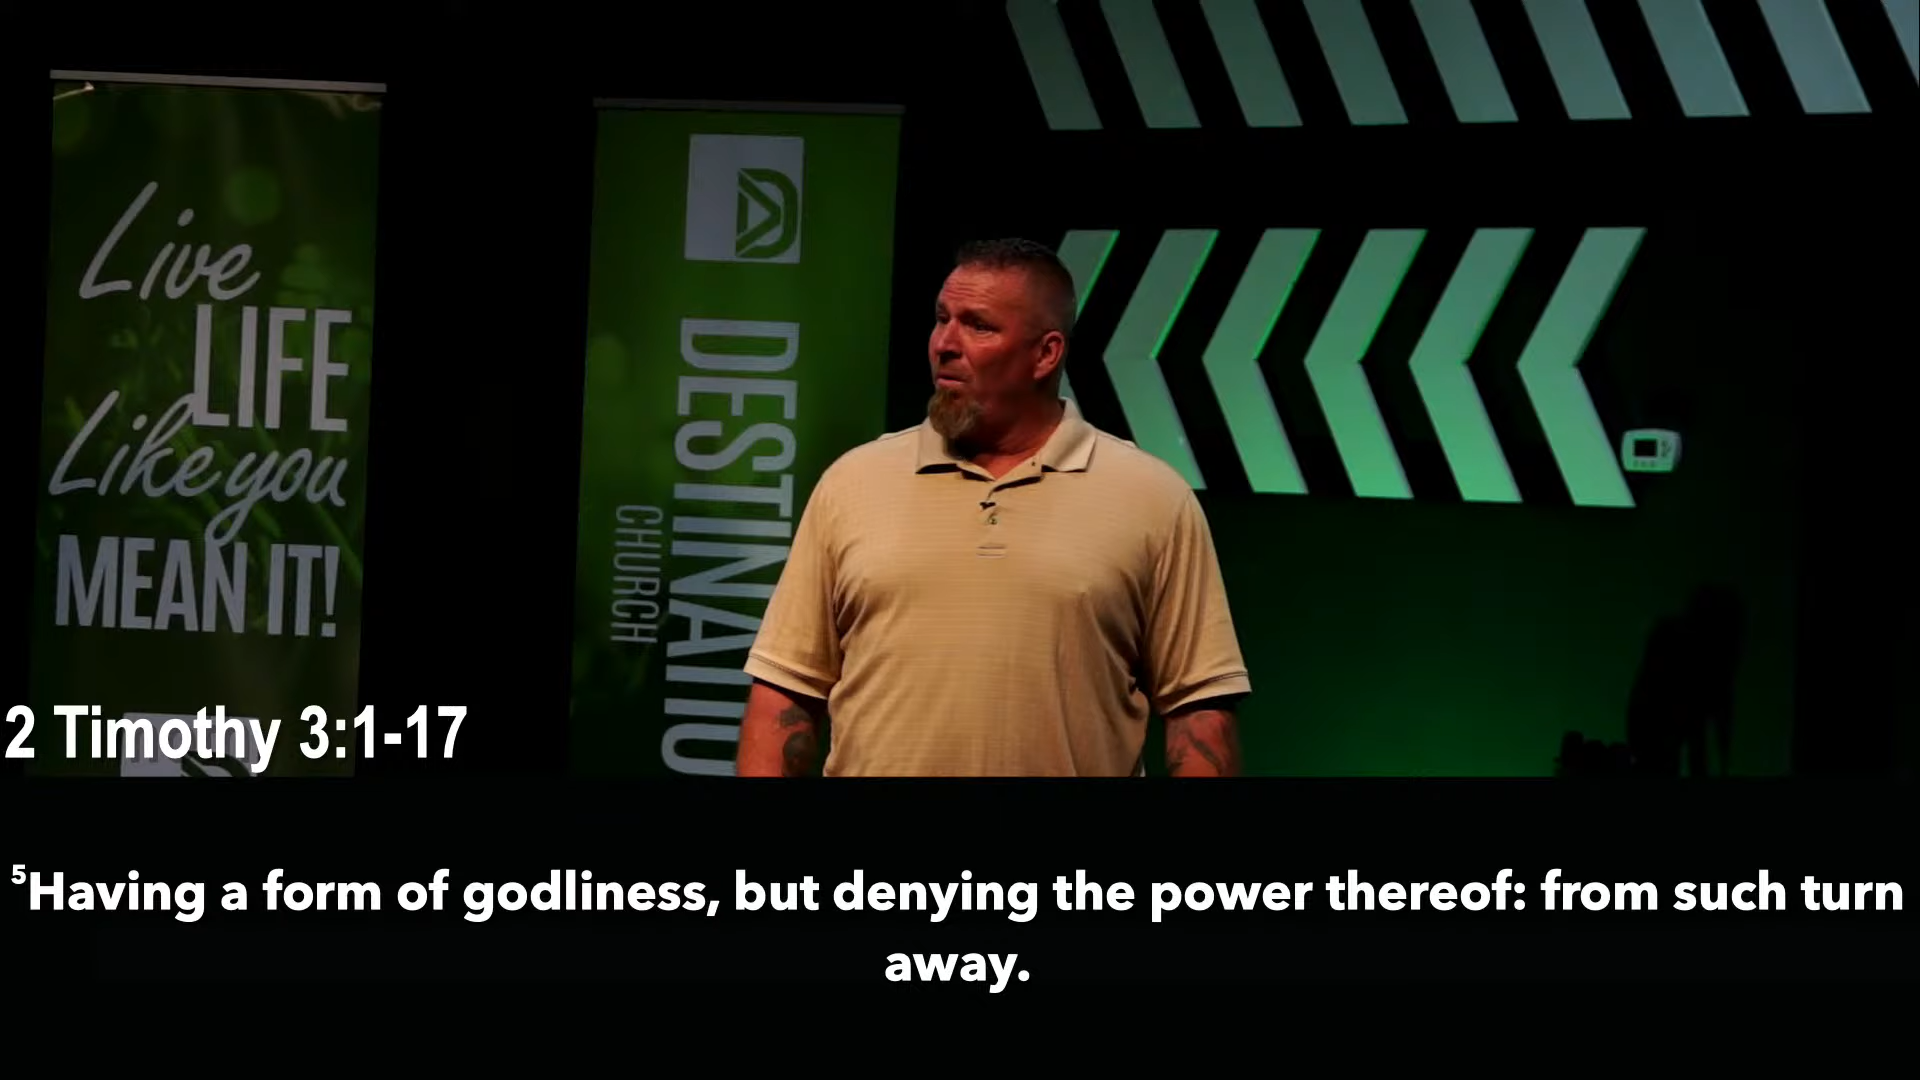 Live
LIFE
Like you
MEAN IT!
DESTINATIO
CHURCH
2 Timothy 3:1-17
⁵Having a form of godliness, but denying the power thereof: from such turn
away.